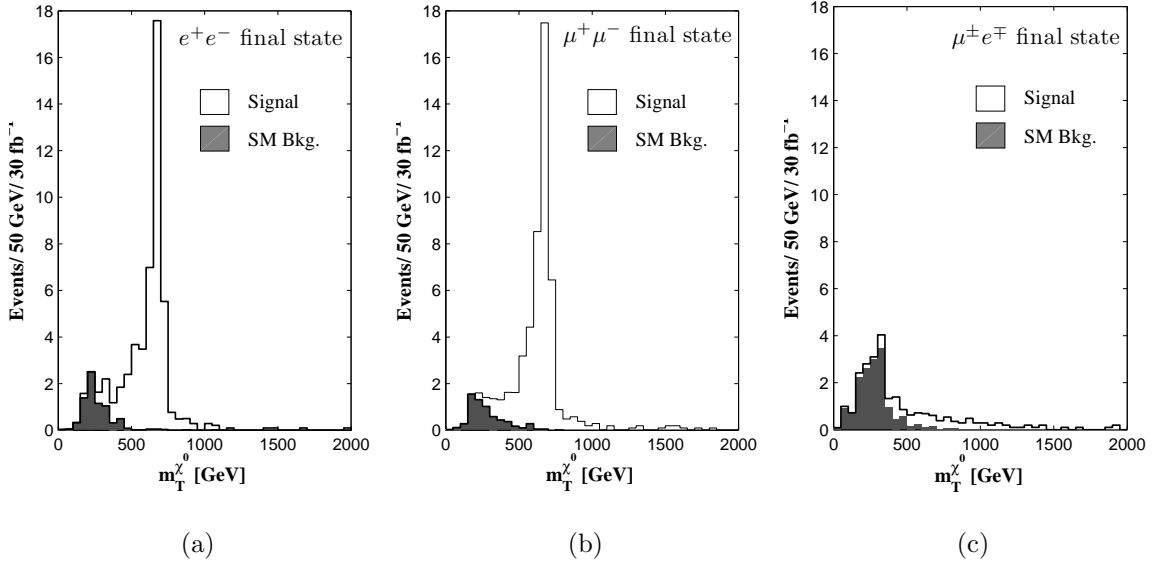 e⁺e⁻ final state
Signal
SM Bkg.
Events/ 50 GeV/ 30 fb⁻¹
18
16
14
12
10
8
6
4
2
0
0 500 1000 1500 2000
m_T^χ⁰ [GeV]
(a)
μ⁺μ⁻ final state
Signal
SM Bkg.
Events/ 50 GeV/ 30 fb⁻¹
18
16
14
12
10
8
6
4
2
0
0 500 1000 1500 2000
m_T^χ⁰ [GeV]
(b)
μ±e∓ final state
Signal
SM Bkg.
Events/ 50 GeV/ 30 fb⁻¹
18
16
14
12
10
8
6
4
2
0
0 500 1000 1500 2000
m_T^χ⁰ [GeV]
(c)